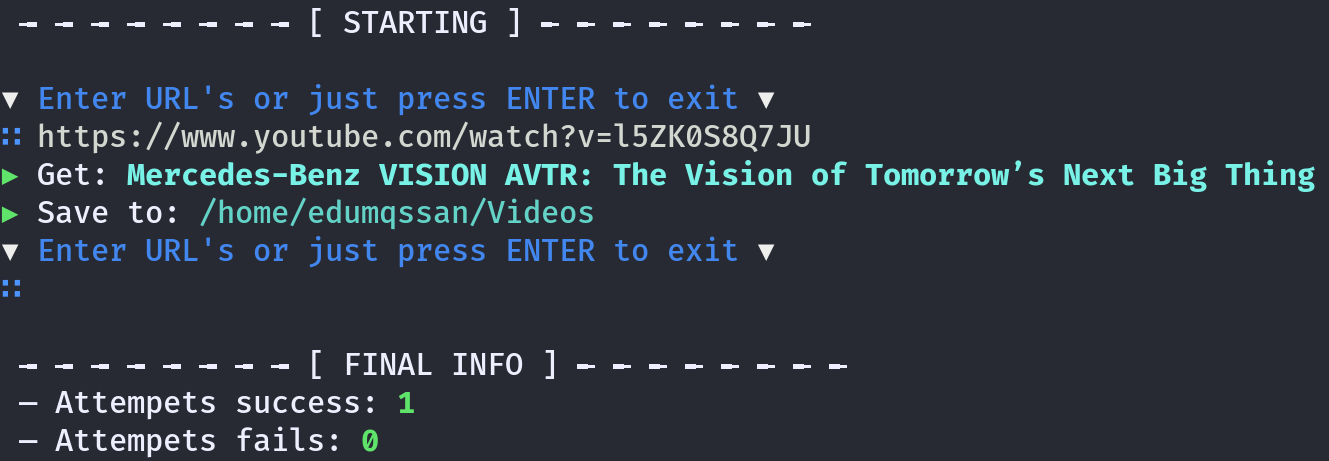 - - - - - - - - [ STARTING ] - - - - - - - -
▼ Enter URL's or just press ENTER to exit ▼
∷ https://www.youtube.com/watch?v=l5ZK0S8Q7JU
▶ Get: Mercedes-Benz VISION AVTR: The Vision of Tomorrow’s Next Big Thing
▶ Save to: /home/edumqssan/Videos
▼ Enter URL's or just press ENTER to exit ▼
∷
- - - - - - - - [ FINAL INFO ] - - - - - - - -
— Attempets success: 1
— Attempets fails: 0